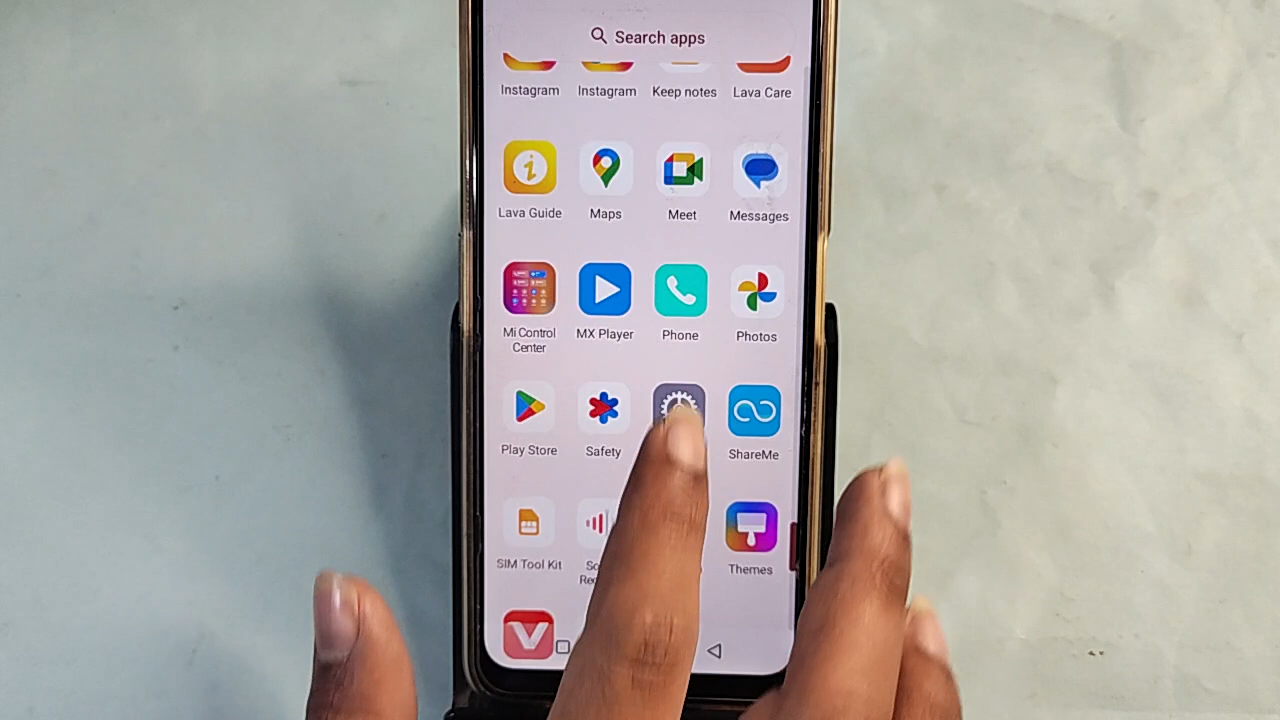 Search apps
Instagram Instagram Keep notes Lava Care
Lava Guide Maps Meet Messages
Mi Control MX Player Phone Photos
Center
Play Store Safety ShareMe
SIM Tool Kit Themes